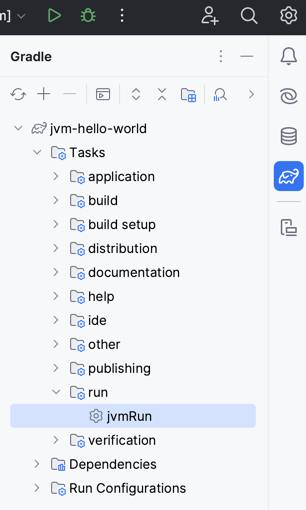 m]
Gradle
jvm-hello-world
Tasks
application
build
build setup
distribution
documentation
help
ide
other
publishing
run
jvmRun
verification
Dependencies
Run Configurations